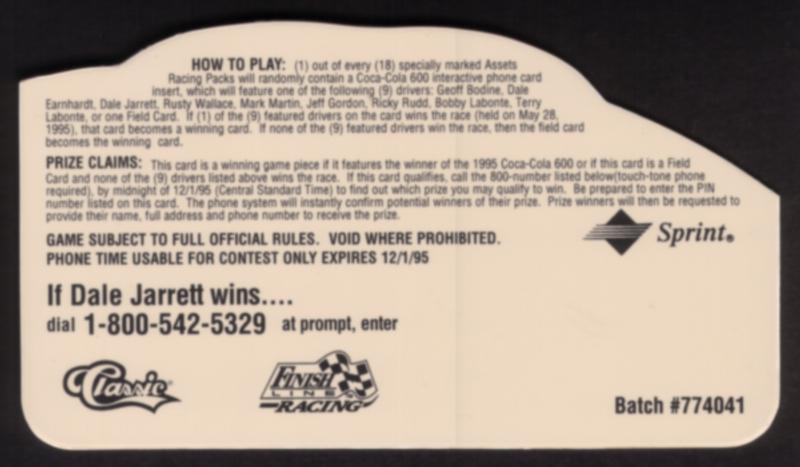 HOW TO PLAY: (1) out of every (18) specially marked Assets
Racing Packs will randomly contain a Coca-Cola 600 interactive phone card
insert, which will feature one of the following (9) drivers: Geoff Bodine, Dale
Earnhardt, Dale Jarrett, Rusty Wallace, Mark Martin, Jeff Gordon, Ricky Rudd, Bobby Labonte, Terry
Labonte, or one Field Card. If (1) of the (9) featured drivers on the card wins the race (held on May 28,
1995), that card becomes a winning card. If none of the (9) featured drivers win the race, then the field card
becomes the winning card.
PRIZE CLAIMS: This card is a winning game piece if it features the winner of the 1995 Coca-Cola 600 or if this card is a Field
Card and none of the (9) drivers listed above wins the race. If this card qualifies, call the 800-number listed below(touch-tone phone
required), by midnight of 12/1/95 (Central Standard Time) to find out which prize you may qualify to win. Be prepared to enter the PIN
number listed on this card. The phone system will instantly confirm potential winners of their prize. Prize winners will then be requested to
provide their name, full address and phone number to receive the prize.
GAME SUBJECT TO FULL OFFICIAL RULES. VOID WHERE PROHIBITED.
PHONE TIME USABLE FOR CONTEST ONLY EXPIRES 12/1/95
Sprint®
If Dale Jarrett wins....
dial 1-800-542-5329 at prompt, enter
Classic®
FINISH
LINE
RACING
Batch #774041